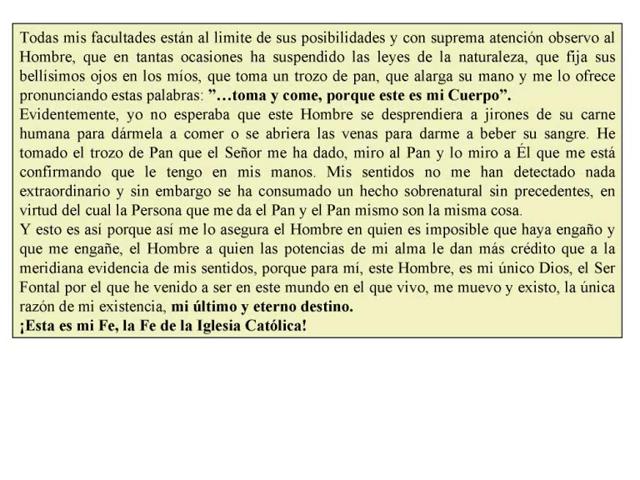 Todas mis facultades están al limite de sus posibilidades y con suprema atención observo al
Hombre, que en tantas ocasiones ha suspendido las leyes de la naturaleza, que fija sus
bellísimos ojos en los míos, que toma un trozo de pan, que alarga su mano y me lo ofrece
pronunciando estas palabras: ”…toma y come, porque este es mi Cuerpo”.
Evidentemente, yo no esperaba que este Hombre se desprendiera a jirones de su carne
humana para dármela a comer o se abriera las venas para darme a beber su sangre. He
tomado el trozo de Pan que el Señor me ha dado, miro al Pan y lo miro a Él que me está
confirmando que le tengo en mis manos. Mis sentidos no me han detectado nada
extraordinario y sin embargo se ha consumado un hecho sobrenatural sin precedentes, en
virtud del cual la Persona que me da el Pan y el Pan mismo son la misma cosa.
Y esto es así porque así me lo asegura el Hombre en quien es imposible que haya engaño y
que me engañe, el Hombre a quien las potencias de mi alma le dan más crédito que a la
meridiana evidencia de mis sentidos, porque para mí, este Hombre, es mi único Dios, el Ser
Fontal por el que he venido a ser en este mundo en el que vivo, me muevo y existo, la única
razón de mi existencia, mi último y eterno destino.
¡Esta es mi Fe, la Fe de la Iglesia Católica!